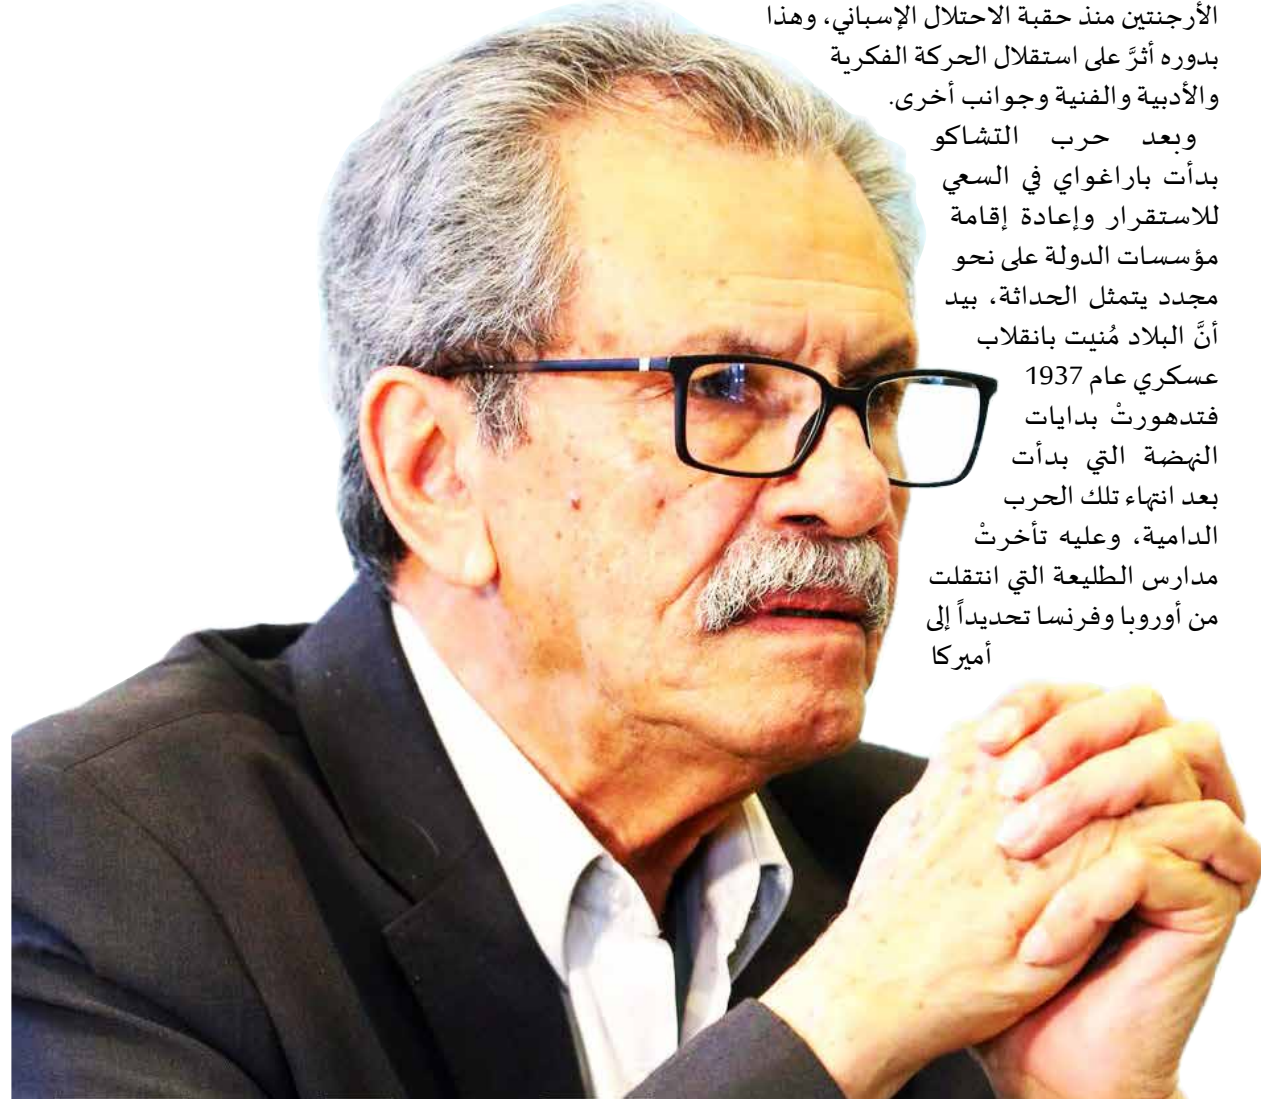 الأرجنتين منذ حقبة الاحتلال الإسباني، وهذا
بدوره أثرَّ على استقلال الحركة الفكرية
والأدبية والفنية وجوانب أخرى.
وبعد حرب التشاكو
بدأت باراغواي في السعي
للاستقرار وإعادة إقامة
مؤسسات الدولة على نحو
مجدد يتمثل الحداثة، بيد
أنَّ البلاد مُنيت بانقلاب
عسكري عام 1937
فتدهورتْ بدايات
النهضة التي بدأت
بعد انتهاء تلك الحرب
الدامية، وعليه تأخرتْ
مدارس الطليعة التي انتقلت
من أوروبا وفرنسا تحديداً إلى
أميركا